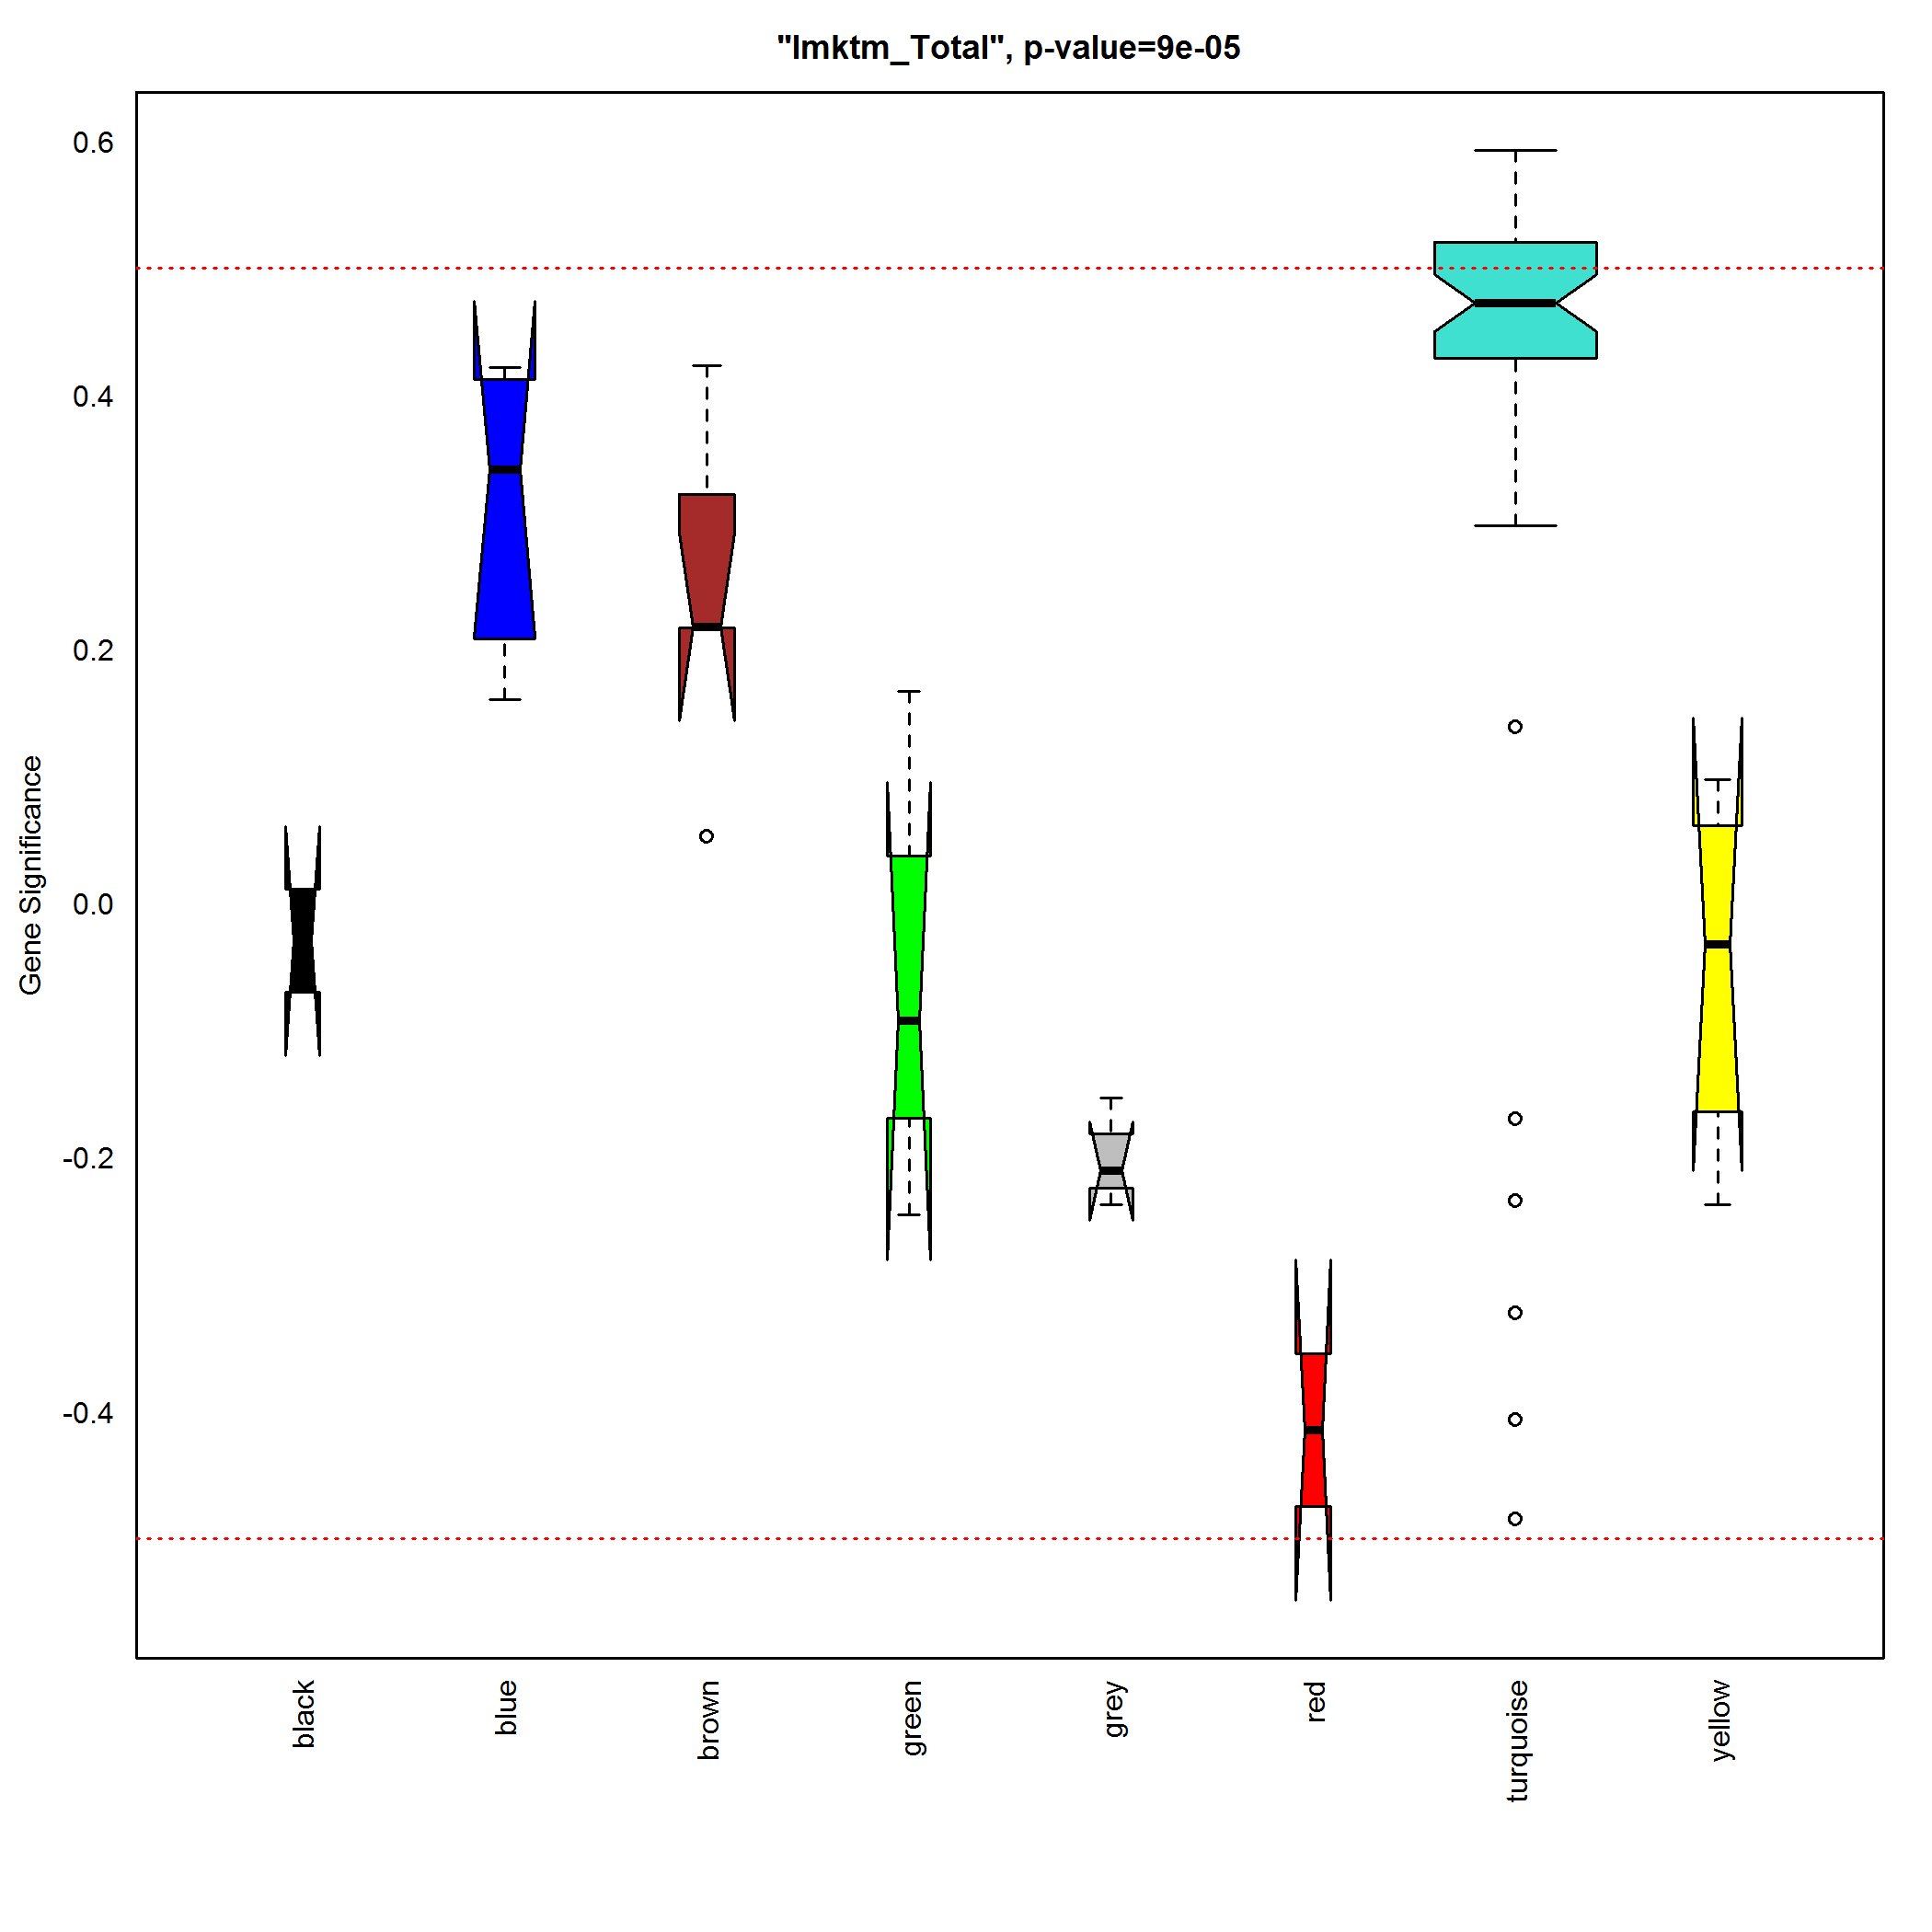 "lmktm_Total", p-value=9e-05
Gene Significance
0.6
0.4
0.2
0.0
-0.2
-0.4
black
blue
brown
green
grey
red
turquoise
yellow